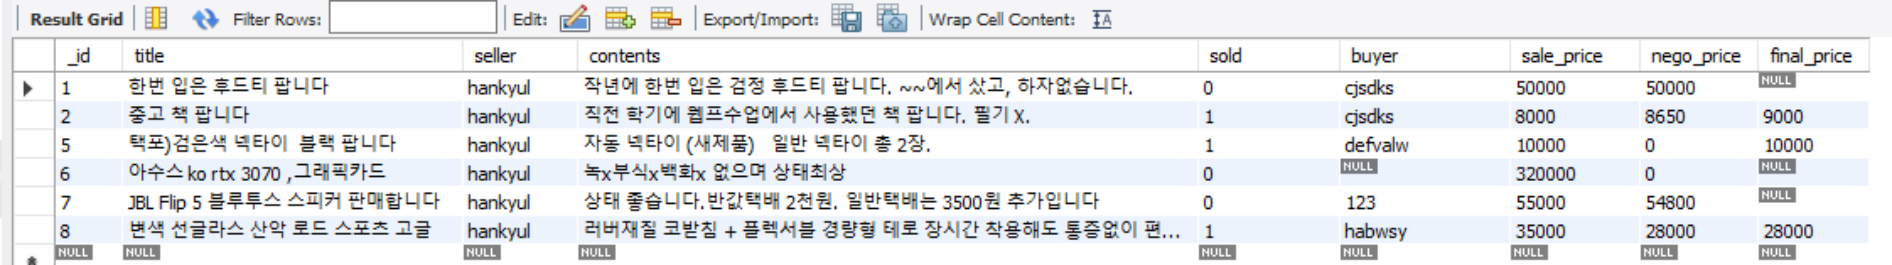 Result Grid Filter Rows: Edit: Export/Import: Wrap Cell Content: IA
_id title seller contents sold buyer sale_price nego_price final_price
1 한번 입은 후드티 팝니다 hankyul 작년에 한번 입은 검정 후드티 팝니다. ~~에서 샀고, 하자없습니다. 0 cjsdks 50000 50000 NULL
2 중고 책 팝니다 hankyul 직전 학기에 웹프수업에서 사용했던 책 팝니다. 필기 X. 1 cjsdks 8000 8650 9000
5 택포)검은색 넥타이 블랙 팝니다 hankyul 자동 넥타이 (새제품) 일반 넥타이 총 2장. 1 defvalw 10000 0 10000
6 아수스 ko rtx 3070 ,그래픽카드 hankyul 녹x부식x백화x 없으며 상태최상 0 NULL 320000 0 NULL
7 JBL Flip 5 블루투스 스피커 판매합니다 hankyul 상태 좋습니다.반값택배 2천원. 일반택배는 3500원 추가입니다 0 123 55000 54800 NULL
8 변색 선글라스 산악 로드 스포츠 고글 hankyul 러버재질 코받침 + 플렉서블 경량형 테로 장시간 착용해도 통증없이 편... 1 habwsy 35000 28000 28000
NULL NULL NULL NULL NULL NULL NULL NULL NULL